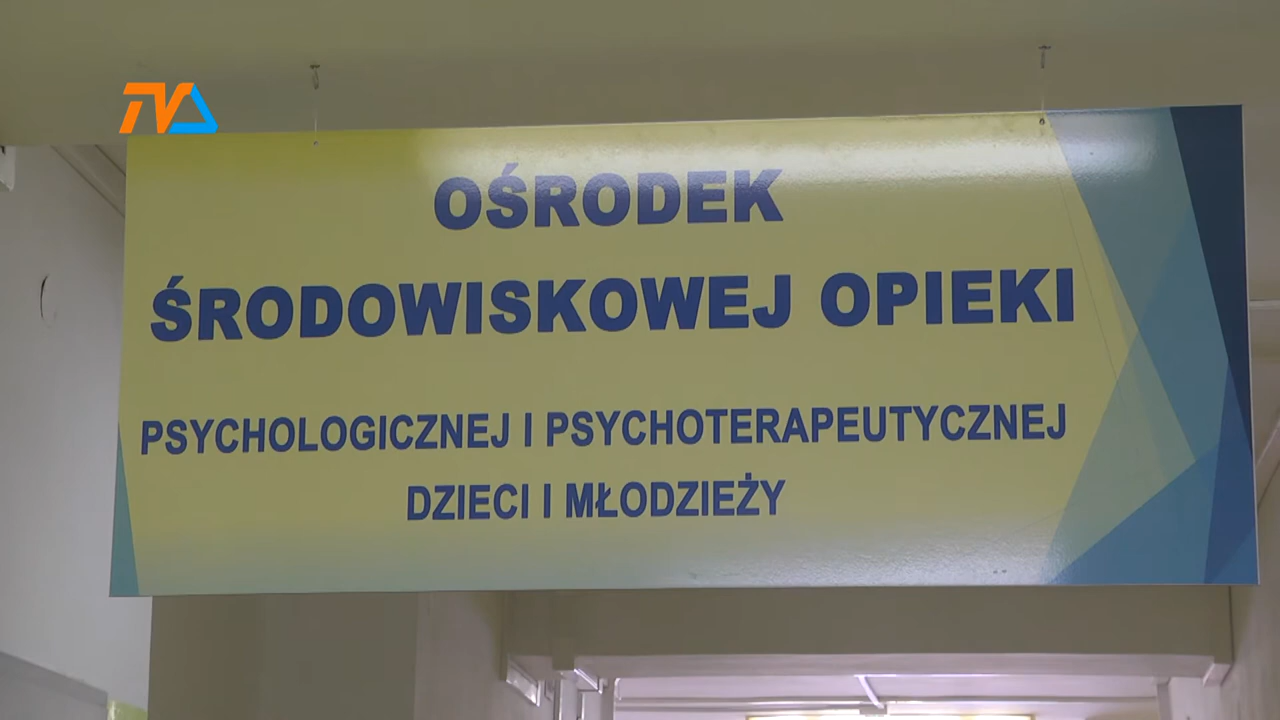 TVA
OŚRODEK
ŚRODOWISKOWEJ OPIEKI
PSYCHOLOGICZNEJ I PSYCHOTERAPEUTYCZNEJ
DZIECI I MŁODZIEŻY